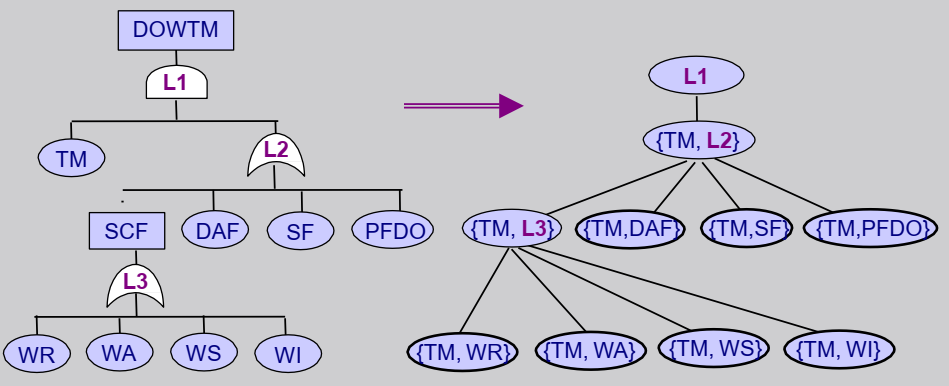 DOWTM
L1
TM
L2
SCF
DAF
SF
PFDO
L3
WR
WA
WS
WI
L1
{TM, L2}
{TM, L3}
{TM,DAF}
{TM,SF}
{TM,PFDO}
{TM, WR}
{TM, WA}
{TM, WS}
{TM, WI}